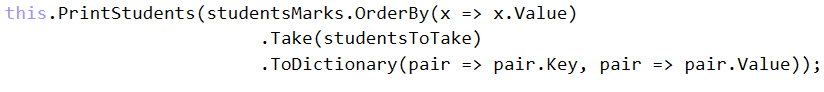 this.PrintStudents(studentsMarks.OrderBy(x => x.Value)
.Take(studentsToTake)
.ToDictionary(pair => pair.Key, pair => pair.Value));